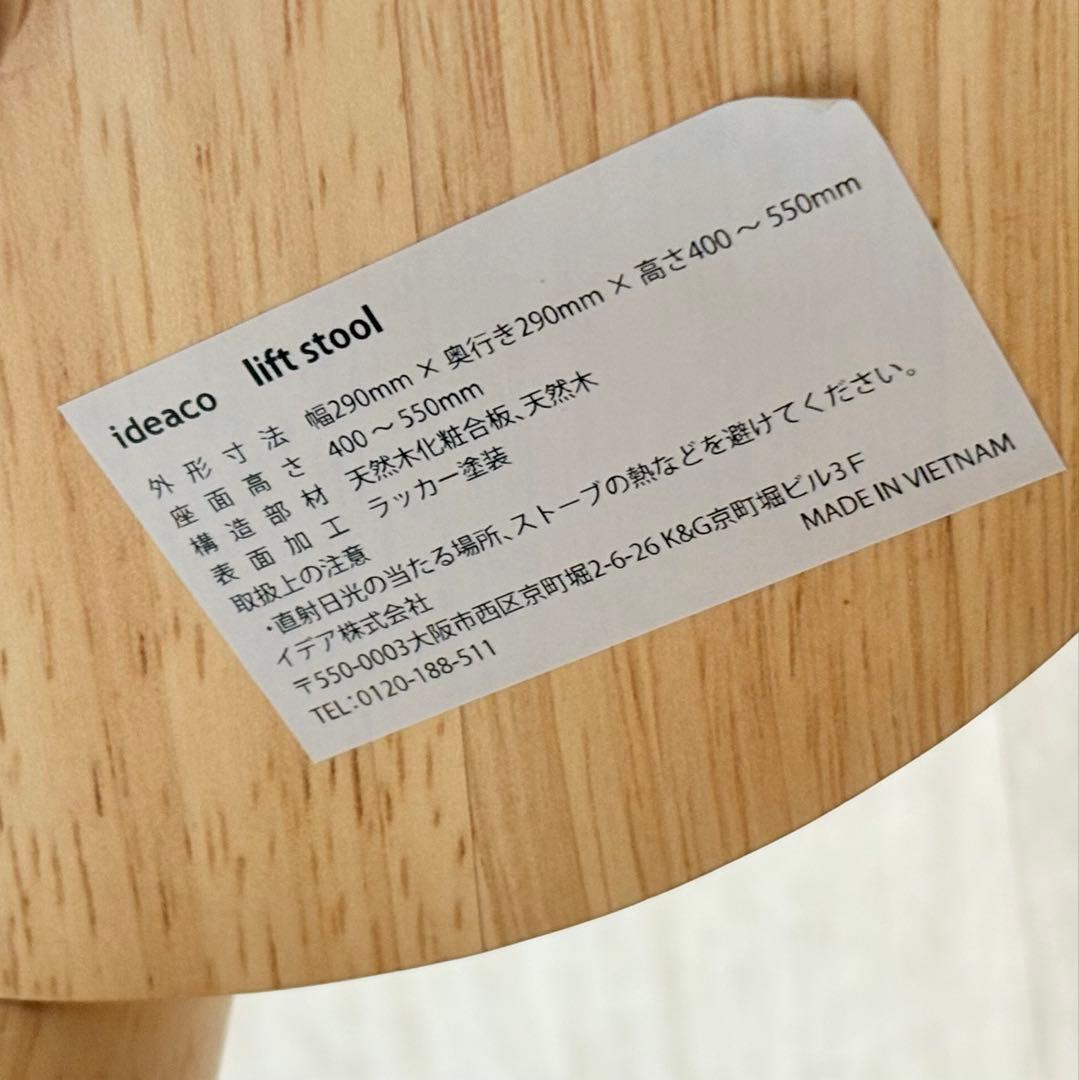 ideaco lift stool
外形寸法 幅290mm × 奥行き290mm × 高さ400 〜 550mm
座面高さ 400 〜 550mm
構造部材 天然木化粧合板、天然木
表面加工 ラッカー塗装
取扱上の注意
・直射日光の当たる場所、ストーブの熱などを避けてください。
イデア株式会社
〒550-0003大阪市西区京町堀2-6-26 K&G京町堀ビル3F
TEL:0120-188-511 MADE IN VIETNAM